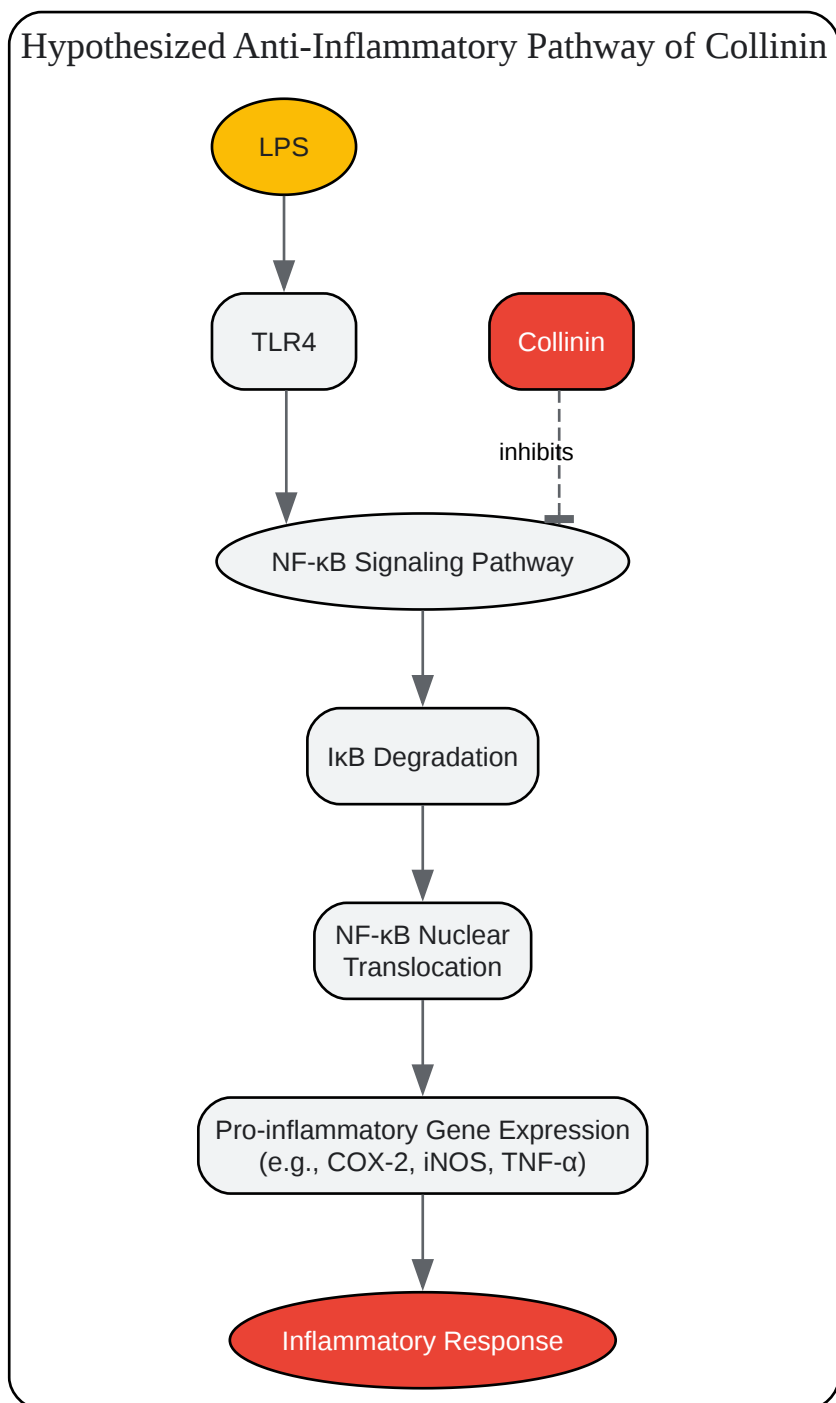 Hypothesized Anti-Inflammatory Pathway of Collinin
LPS
TLR4
Collinin
inhibits
NF-κB Signaling Pathway
IκB Degradation
NF-κB Nuclear
Translocation
Pro-inflammatory Gene Expression
(e.g., COX-2, iNOS, TNF-α)
Inflammatory Response